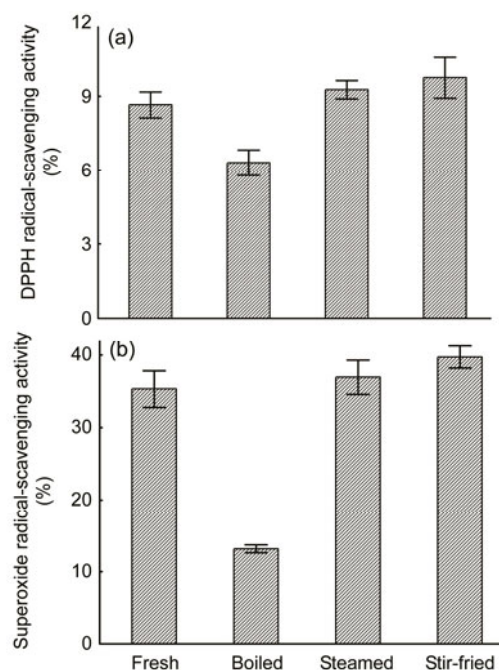 (a)
DPPH radical-scavenging activity
(%)
12
9
6
3
0
(b)
Superoxide radical-scavenging activity
(%)
40
30
20
10
0
Fresh Boiled Steamed Stir-fried